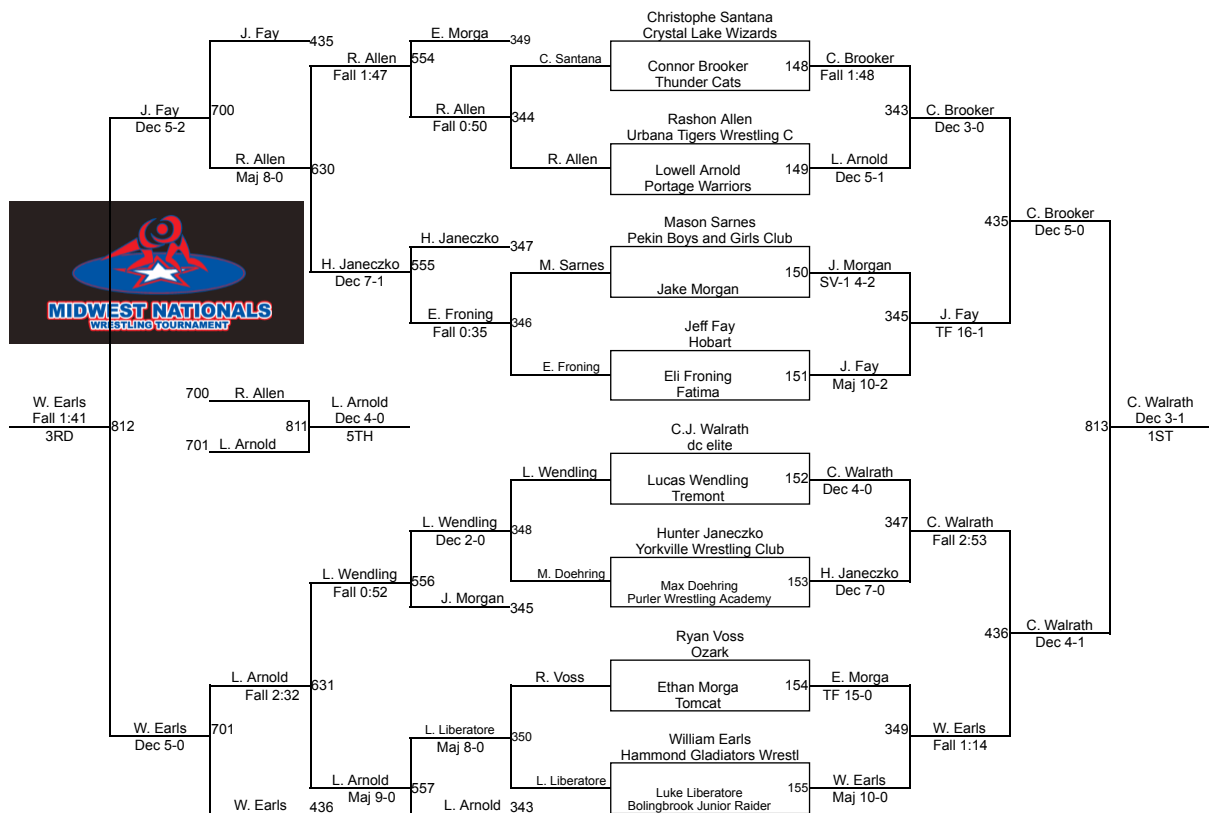 Christophe Santana
Crystal Lake Wizards
J. Fay 435
E. Morga 349
R. Allen 554
Fall 1:47
C. Santana
Connor Brooker 148
Thunder Cats
C. Brooker
Fall 1:48
J. Fay 700
Dec 5-2
R. Allen 344
Fall 0:50
343
C. Brooker
Dec 3-0
Rashon Allen
Urbana Tigers Wrestling C
R. Allen 630
Maj 8-0
R. Allen
Lowell Arnold 149
Portage Warriors
L. Arnold
Dec 5-1
Mason Sarnes
Pekin Boys and Girls Club
435
C. Brooker
Dec 5-0
H. Janeczko 347
H. Janeczko 555
Dec 7-1
M. Sarnes
150
Jake Morgan
J. Morgan
SV-1 4-2
MIDWEST NATIONALS
WRESTLING TOURNAMENT
E. Froning 346
Fall 0:35
345
J. Fay
TF 16-1
Jeff Fay
Hobart
E. Froning
Eli Froning 151
Fatima
J. Fay
Maj 10-2
W. Earls
Fall 1:41
3RD
812
700 R. Allen
811
701 L. Arnold
L. Arnold
Dec 4-0
5TH
813
C. Walrath
Dec 3-1
1ST
C.J. Walrath
dc elite
L. Wendling
Lucas Wendling 152
Tremont
C. Walrath
Dec 4-0
L. Wendling 348
Dec 2-0
347
C. Walrath
Fall 2:53
Hunter Janeczko
Yorkville Wrestling Club
L. Wendling 556
Fall 0:52
M. Doehring
Max Doehring 153
Purler Wrestling Academy
H. Janeczko
Dec 7-0
J. Morgan 345
436
C. Walrath
Dec 4-1
Ryan Voss
Ozark
L. Arnold 631
Fall 2:32
R. Voss
Ethan Morga 154
Tomcat
E. Morga
TF 15-0
W. Earls 701
Dec 5-0
L. Liberatore 350
Maj 8-0
349
W. Earls
Fall 1:14
William Earls
Hammond Gladiators Wrestl
L. Arnold 557
Maj 9-0
L. Liberatore
Luke Liberatore 155
Bolingbrook Junior Raider
W. Earls
Maj 10-0
W. Earls 436
L. Arnold 343